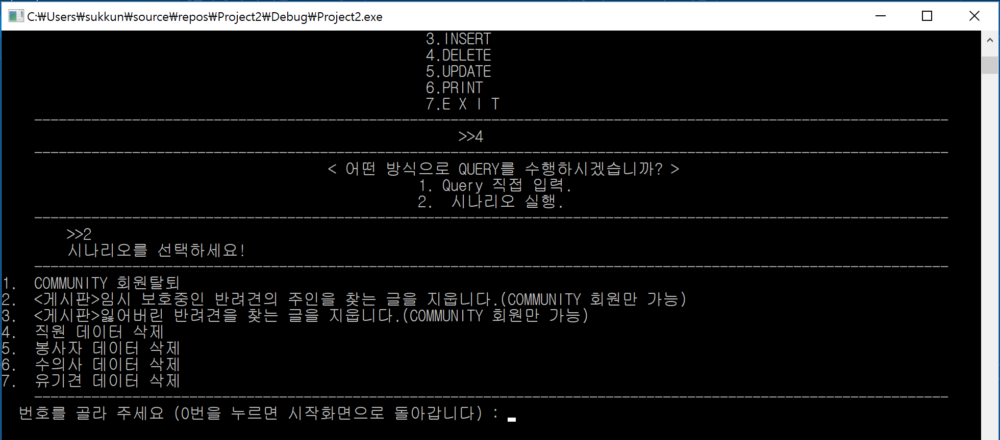 C:₩Users₩sukkun₩source₩repos₩Project2₩Debug₩Project2.exe
3.INSERT
4.DELETE
5.UPDATE
6.PRINT
7.E X I T
>>4
< 어떤 방식으로 QUERY를 수행하시겠습니까? >
1. Query 직접 입력.
2.  시나리오 실행.
>>2
시나리오를 선택하세요!
1.  COMMUNITY 회원탈퇴
2.  <게시판>임시 보호중인 반려견의 주인을 찾는 글을 지웁니다.(COMMUNITY 회원만 가능)
3.  <게시판>잃어버린 반려견을 찾는 글을 지웁니다.(COMMUNITY 회원만 가능)
4.  직원 데이터 삭제
5.  봉사자 데이터 삭제
6.  수의사 데이터 삭제
7.  유기견 데이터 삭제
번호를 골라 주세요 (0번을 누르면 시작화면으로 돌아갑니다) :